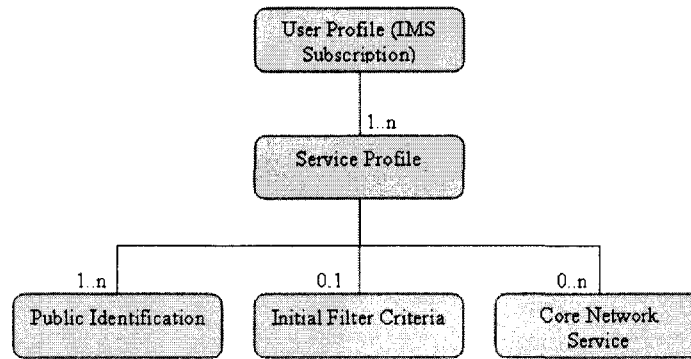 User Profile (IMS
Subscription)
1..n
Service Profile
1..n
0.1
0..n
Public Identification
Initial Filter Criteria
Core Network
Service